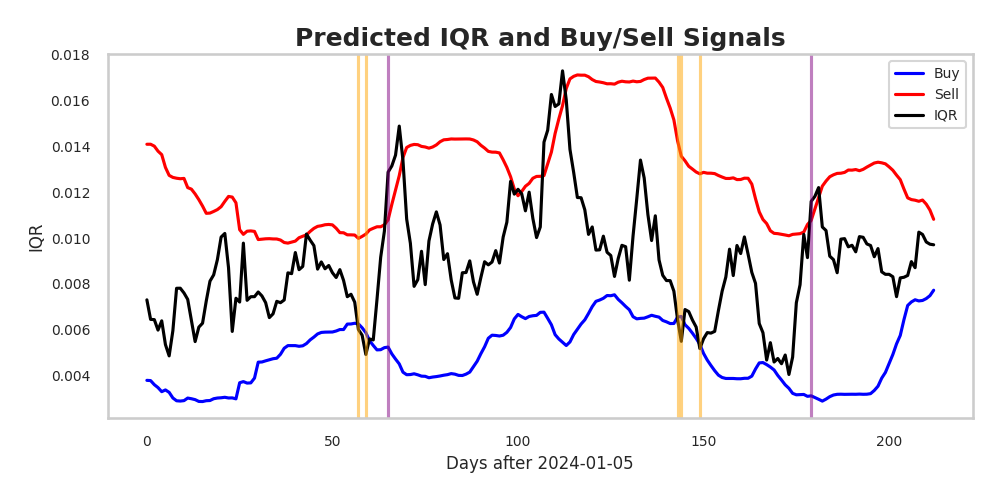 Predicted IQR and Buy/Sell Signals
0.018
0.016
0.014
0.012
0.010
0.008
0.006
0.004
IQR
Buy
Sell
IQR
0 50 100 150 200
Days after 2024-01-05